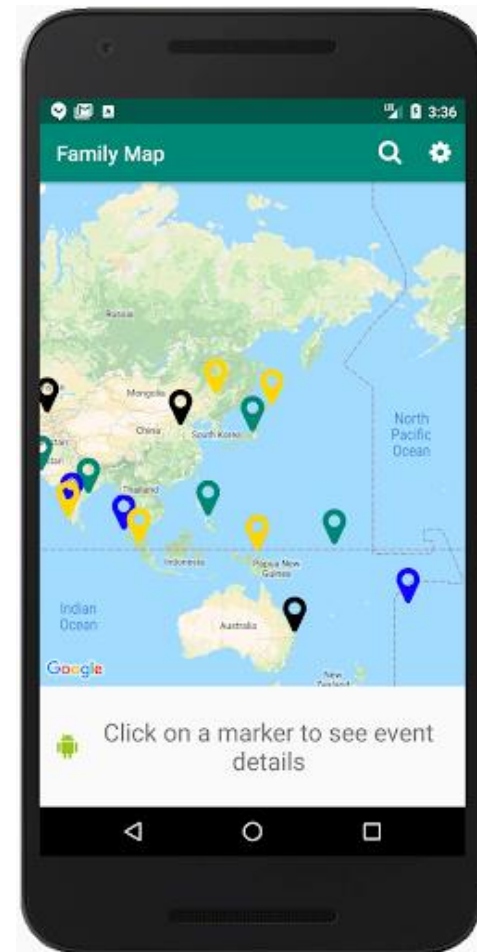 3:36
Family Map
Russia
Mongolia
China
South Korea
Thailand
Indonesia
Papua New
Guinea
North
Pacific
Ocean
Indian
Ocean
Australia
New
Google
Click on a marker to see event
details